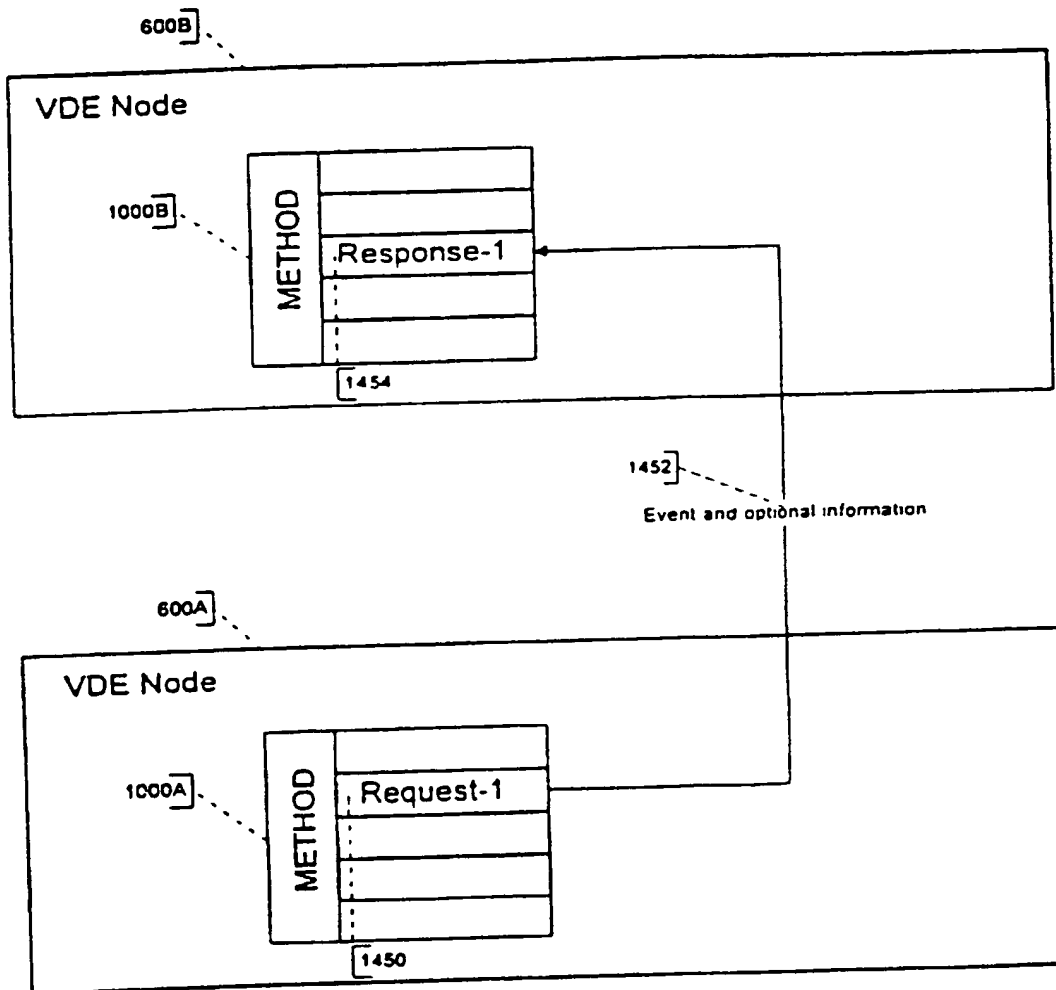 600B
VDE Node
1000B
METHOD
Response-1
1454
1452
Event and optional information
600A
VDE Node
1000A
METHOD
Request-1
1450